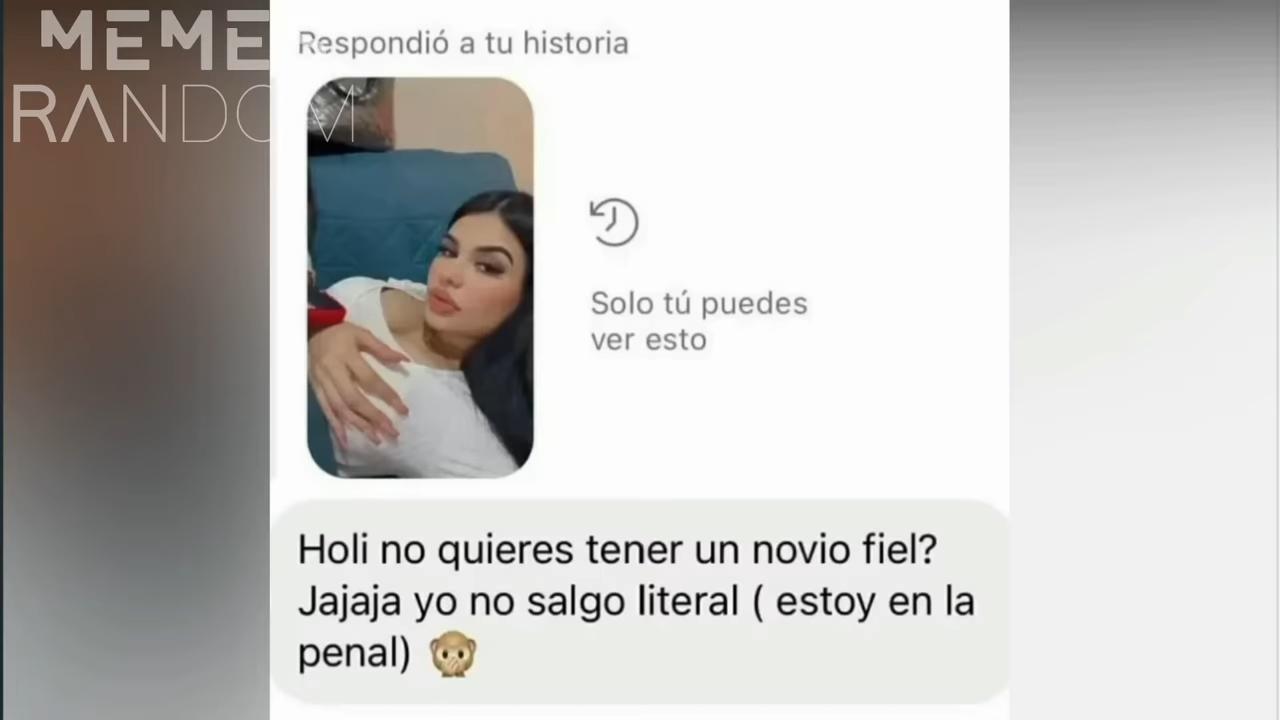 MEME
RANDOM
Respondió a tu historia
Solo tú puedes
ver esto
Holi no quieres tener un novio fiel?
Jajaja yo no salgo literal ( estoy en la
penal) 🙊